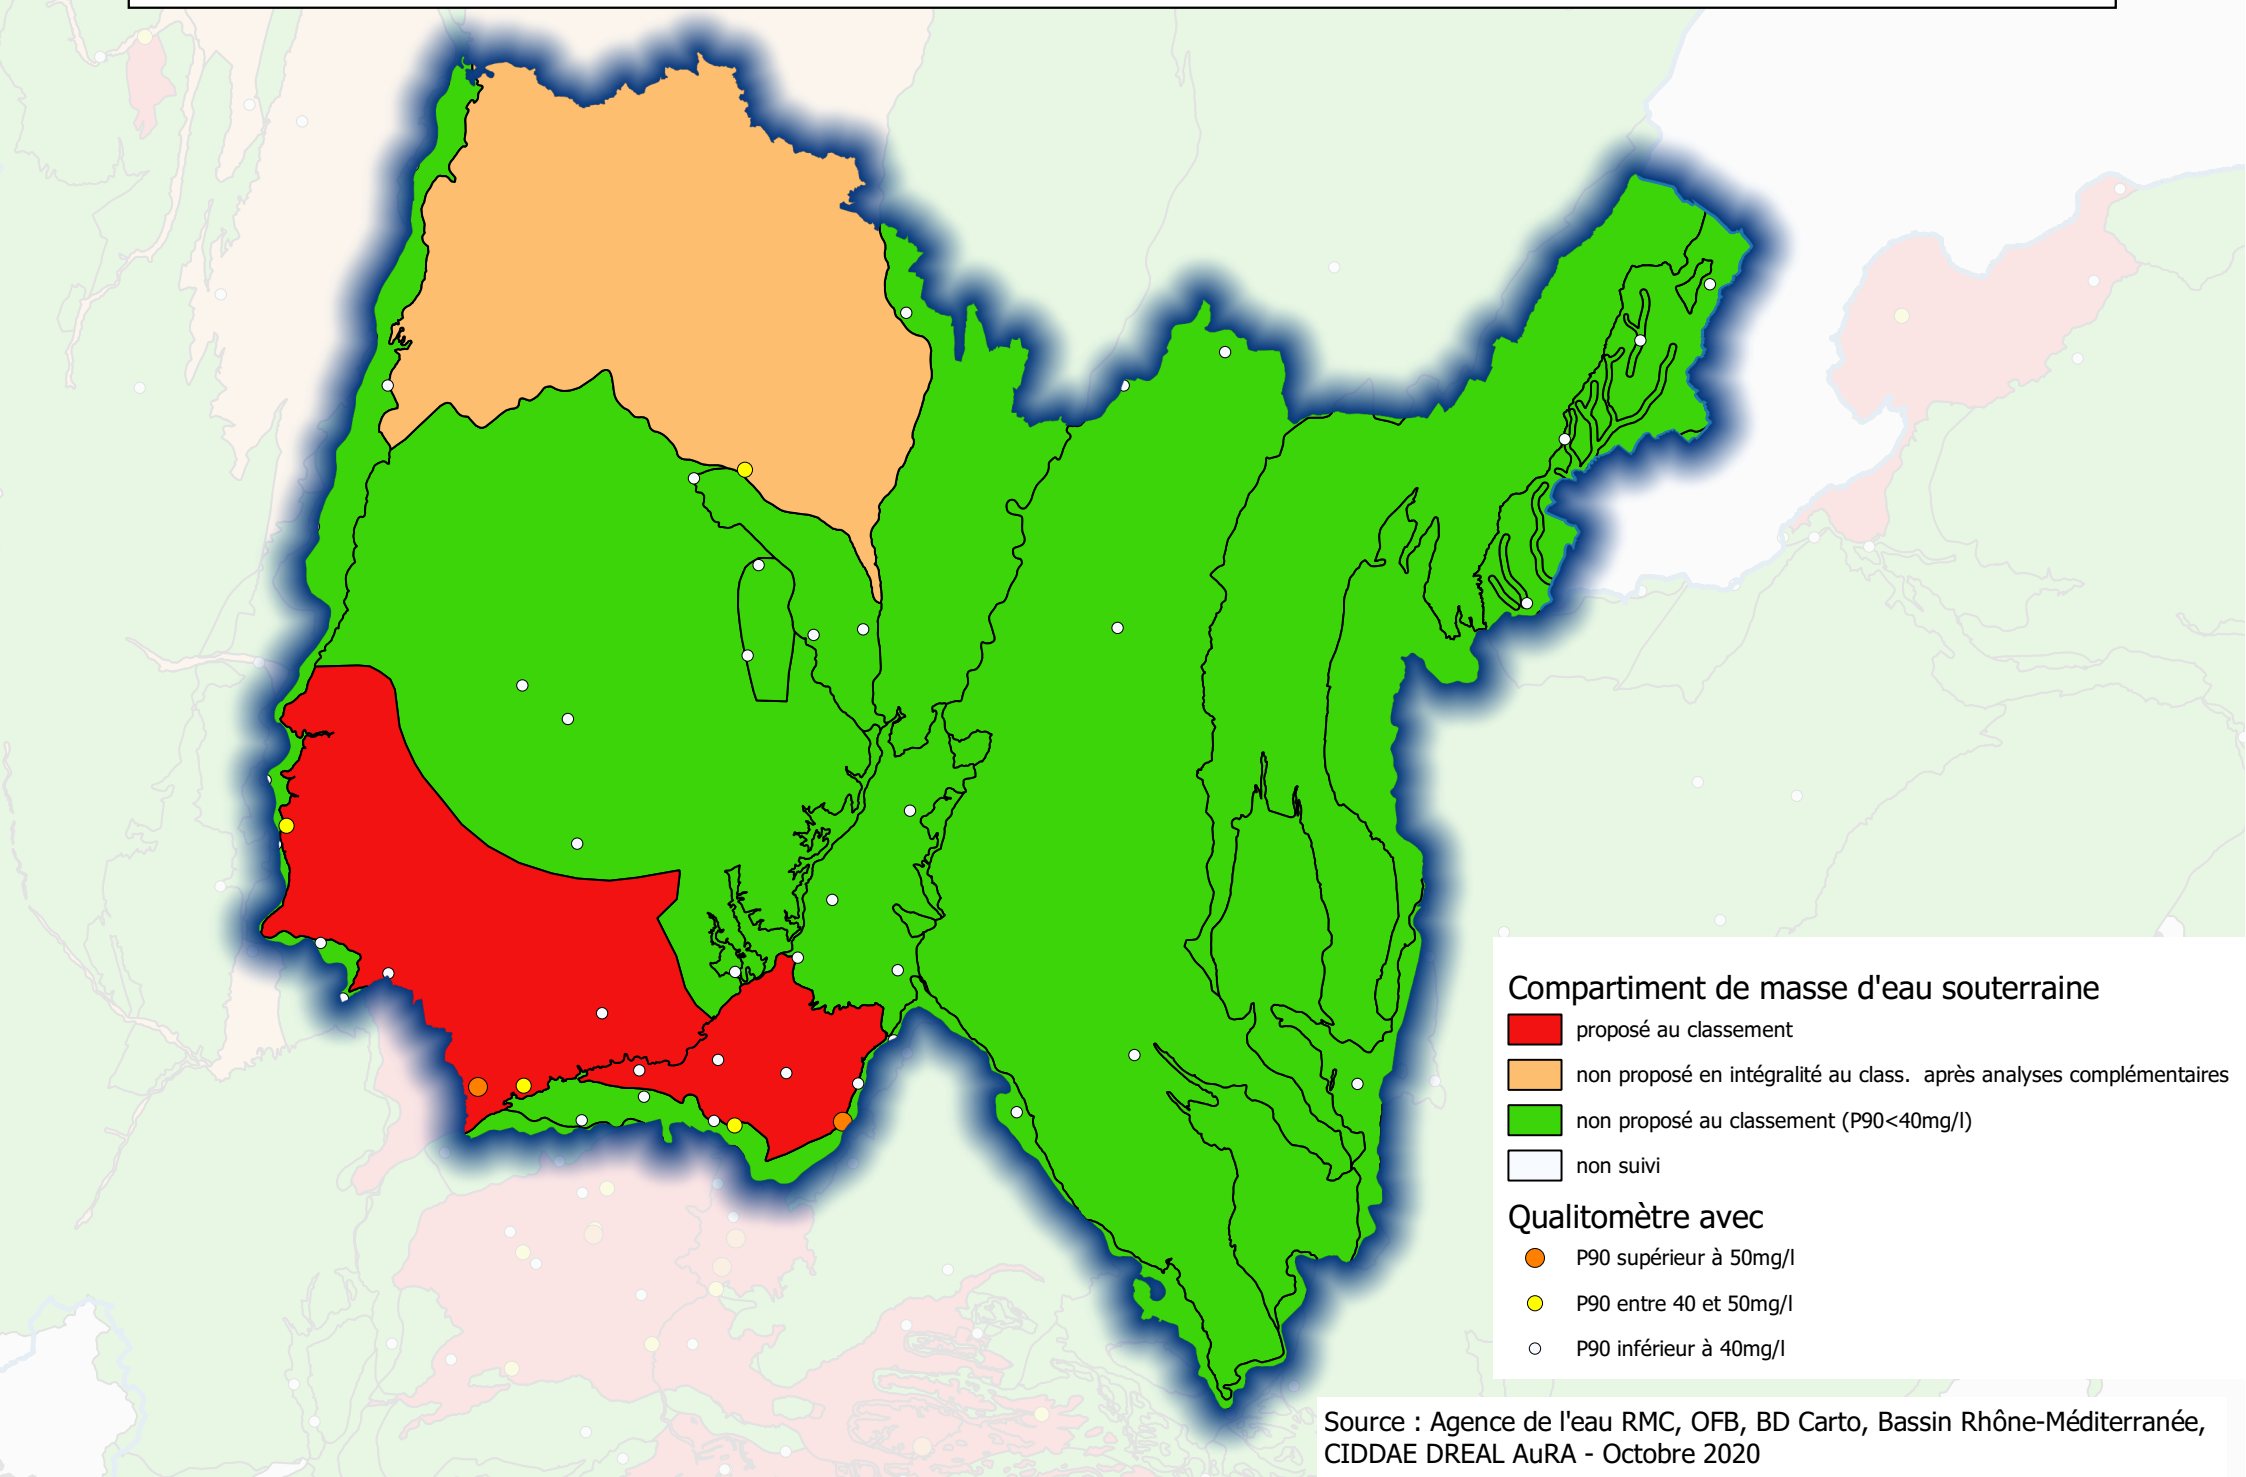 Compartiment de masse d'eau souterraine
proposé au classement
non proposé en intégralité au class.  après analyses complémentaires
non proposé au classement (P90<40mg/l)
non suivi
Qualitomètre avec
P90 supérieur à 50mg/l
P90 entre 40 et 50mg/l
P90 inférieur à 40mg/l
Source : Agence de l'eau RMC, OFB, BD Carto, Bassin Rhône-Méditerranée,
CIDDAE DREAL AuRA - Octobre 2020